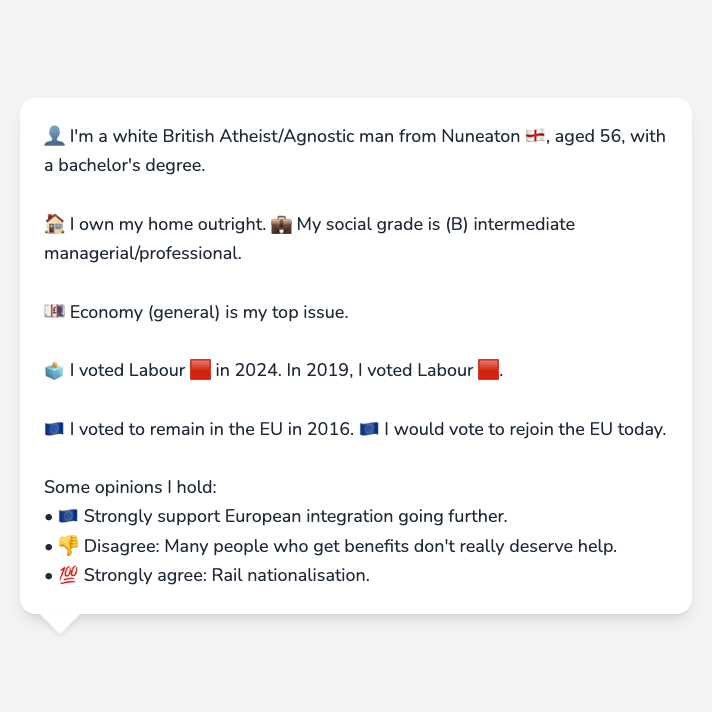 👤 I'm a white British Atheist/Agnostic man from Nuneaton 🏴󠁧󠁢󠁥󠁮󠁧󠁿, aged 56, with
a bachelor's degree.
🏠 I own my home outright. 💼 My social grade is (B) intermediate
managerial/professional.
💷 Economy (general) is my top issue.
🗳️ I voted Labour 🟥 in 2024. In 2019, I voted Labour 🟥.
🇪🇺 I voted to remain in the EU in 2016. 🇪🇺 I would vote to rejoin the EU today.
Some opinions I hold:
• 🇪🇺 Strongly support European integration going further.
• 👎 Disagree: Many people who get benefits don't really deserve help.
• 💯 Strongly agree: Rail nationalisation.